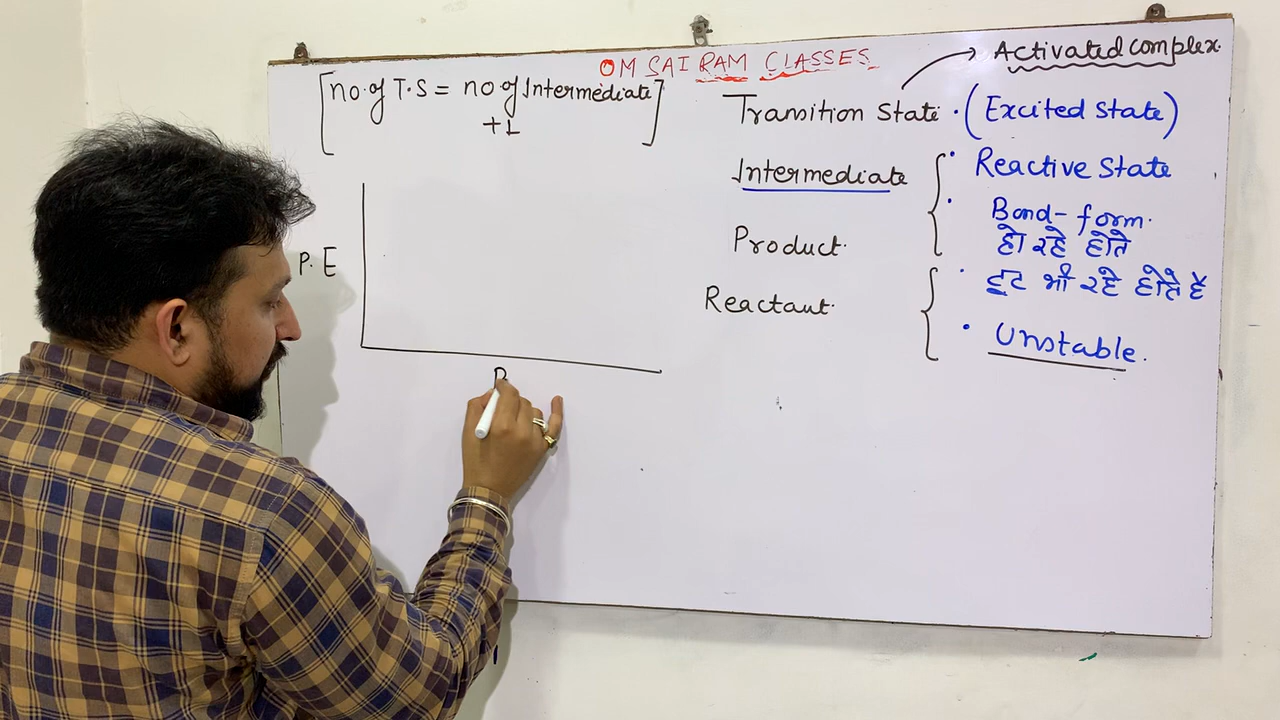 OM SAI RAM CLASSES
[no. of T.S = no of Intermediate
+1]
P. E
R
Activated complex.
Transition State. (Excited State)
Intermediate
Product.
Reactant.
Reactive State
Bond-form.
हो रहे होते
टूट भी रहे होते है
Unstable.